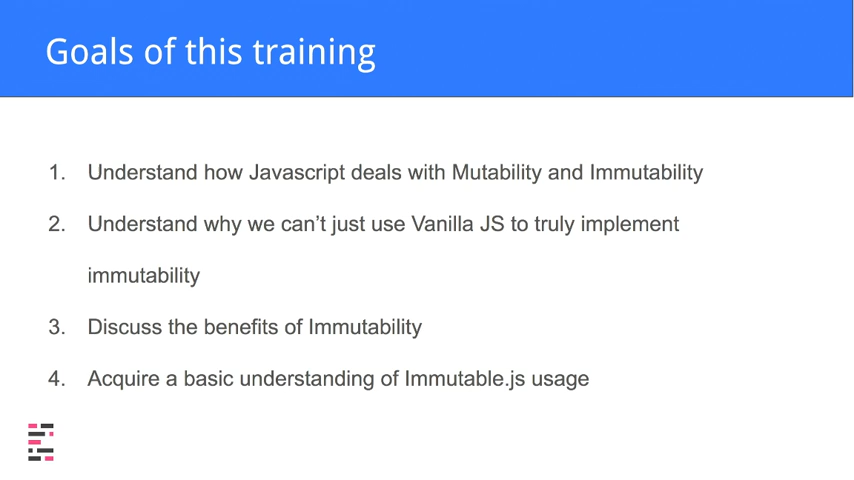 Goals of this training
1. Understand how Javascript deals with Mutability and Immutability
2. Understand why we can't just use Vanilla JS to truly implement
immutability
3. Discuss the benefits of Immutability
4. Acquire a basic understanding of Immutable.js usage